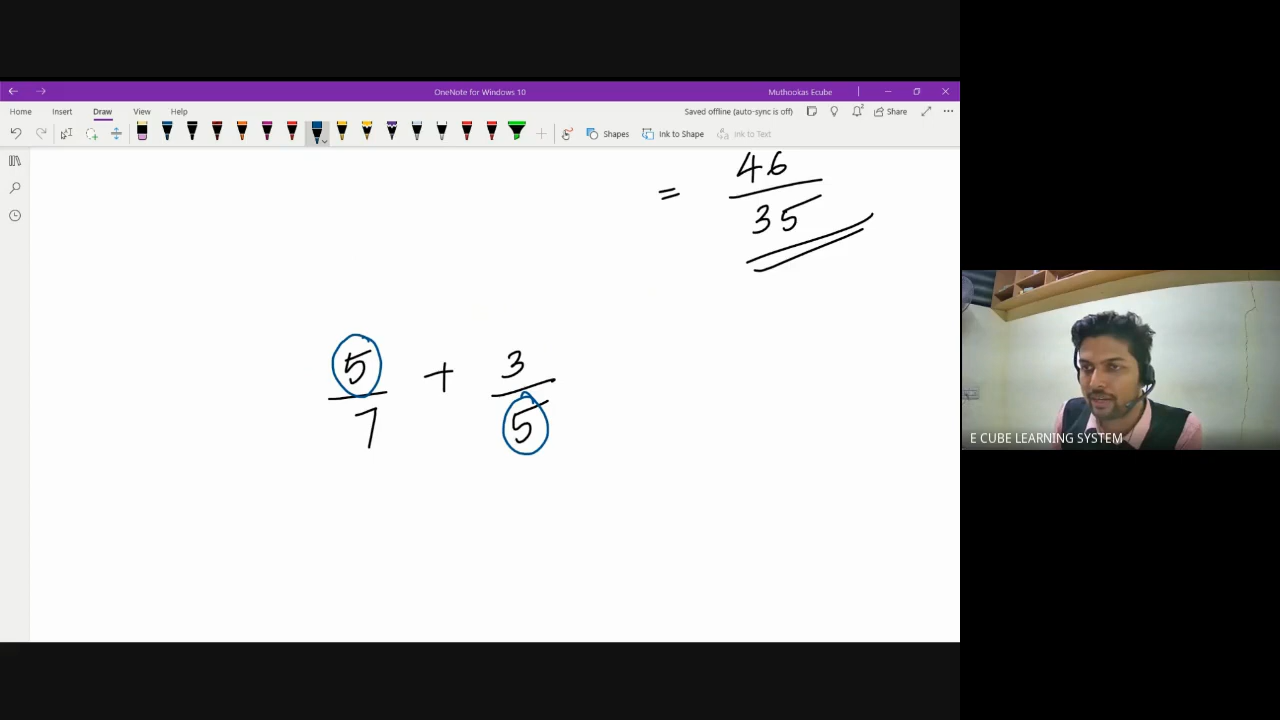 OneNote for Windows 10
Muthookas Ecube
Home Insert Draw View Help
Saved offline (auto-sync is off)
2
Share
Shapes
Ink to Shape
Ink to Text
= 46
35
5 + 3
7 5
E CUBE LEARNING SYSTEM